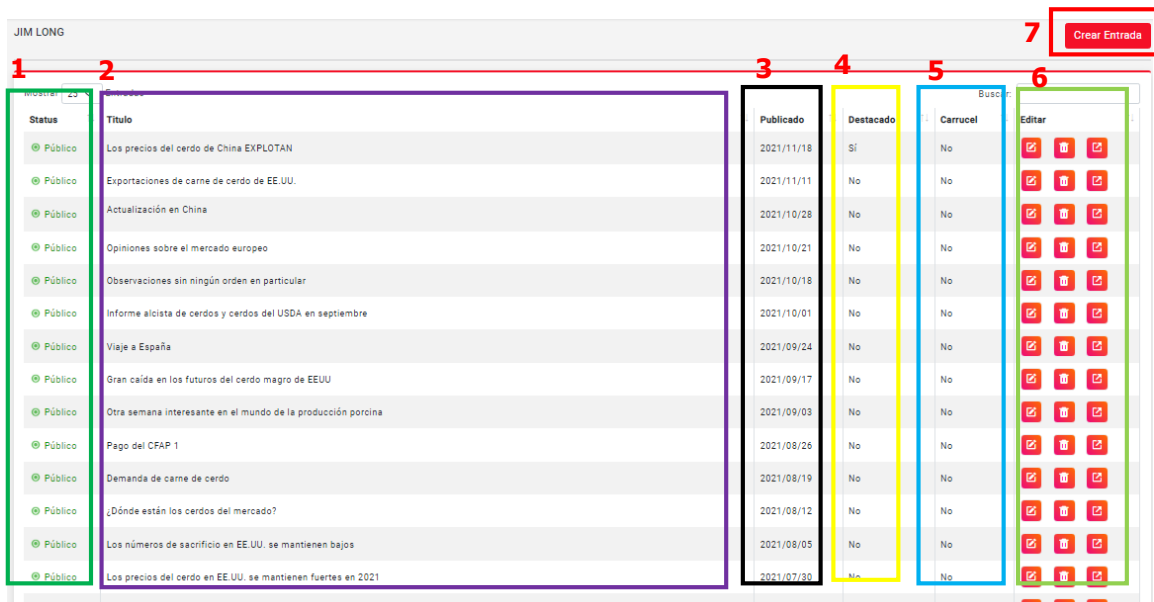 JIM LONG 7 Crear Entrada
1 2 3 4 5 6
Mostrar 25 Entradas Buscar:
Status Titulo Publicado Destacado Carrucel Editar
Público Los precios del cerdo de China EXPLOTAN 2021/11/18 Sí No
Público Exportaciones de carne de cerdo de EE.UU. 2021/11/11 No No
Público Actualización en China 2021/10/28 No No
Público Opiniones sobre el mercado europeo 2021/10/21 No No
Público Observaciones sin ningún orden en particular 2021/10/18 No No
Público Informe alcista de cerdos y cerdos del USDA en septiembre 2021/10/01 No No
Público Viaje a España 2021/09/24 No No
Público Gran caída en los futuros del cerdo magro de EEUU 2021/09/17 No No
Público Otra semana interesante en el mundo de la producción porcina 2021/09/03 No No
Público Pago del CFAP 1 2021/08/26 No No
Público Demanda de carne de cerdo 2021/08/19 No No
Público ¿Dónde están los cerdos del mercado? 2021/08/12 No No
Público Los números de sacrificio en EE.UU. se mantienen bajos 2021/08/05 No No
Público Los precios del cerdo en EE.UU. se mantienen fuertes en 2021 2021/07/30 No No